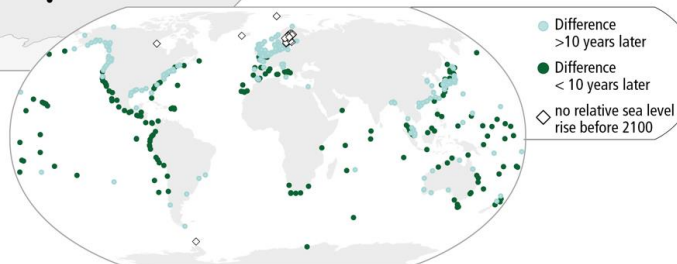 Difference
>10 years later
Difference
< 10 years later
no relative sea level
rise before 2100